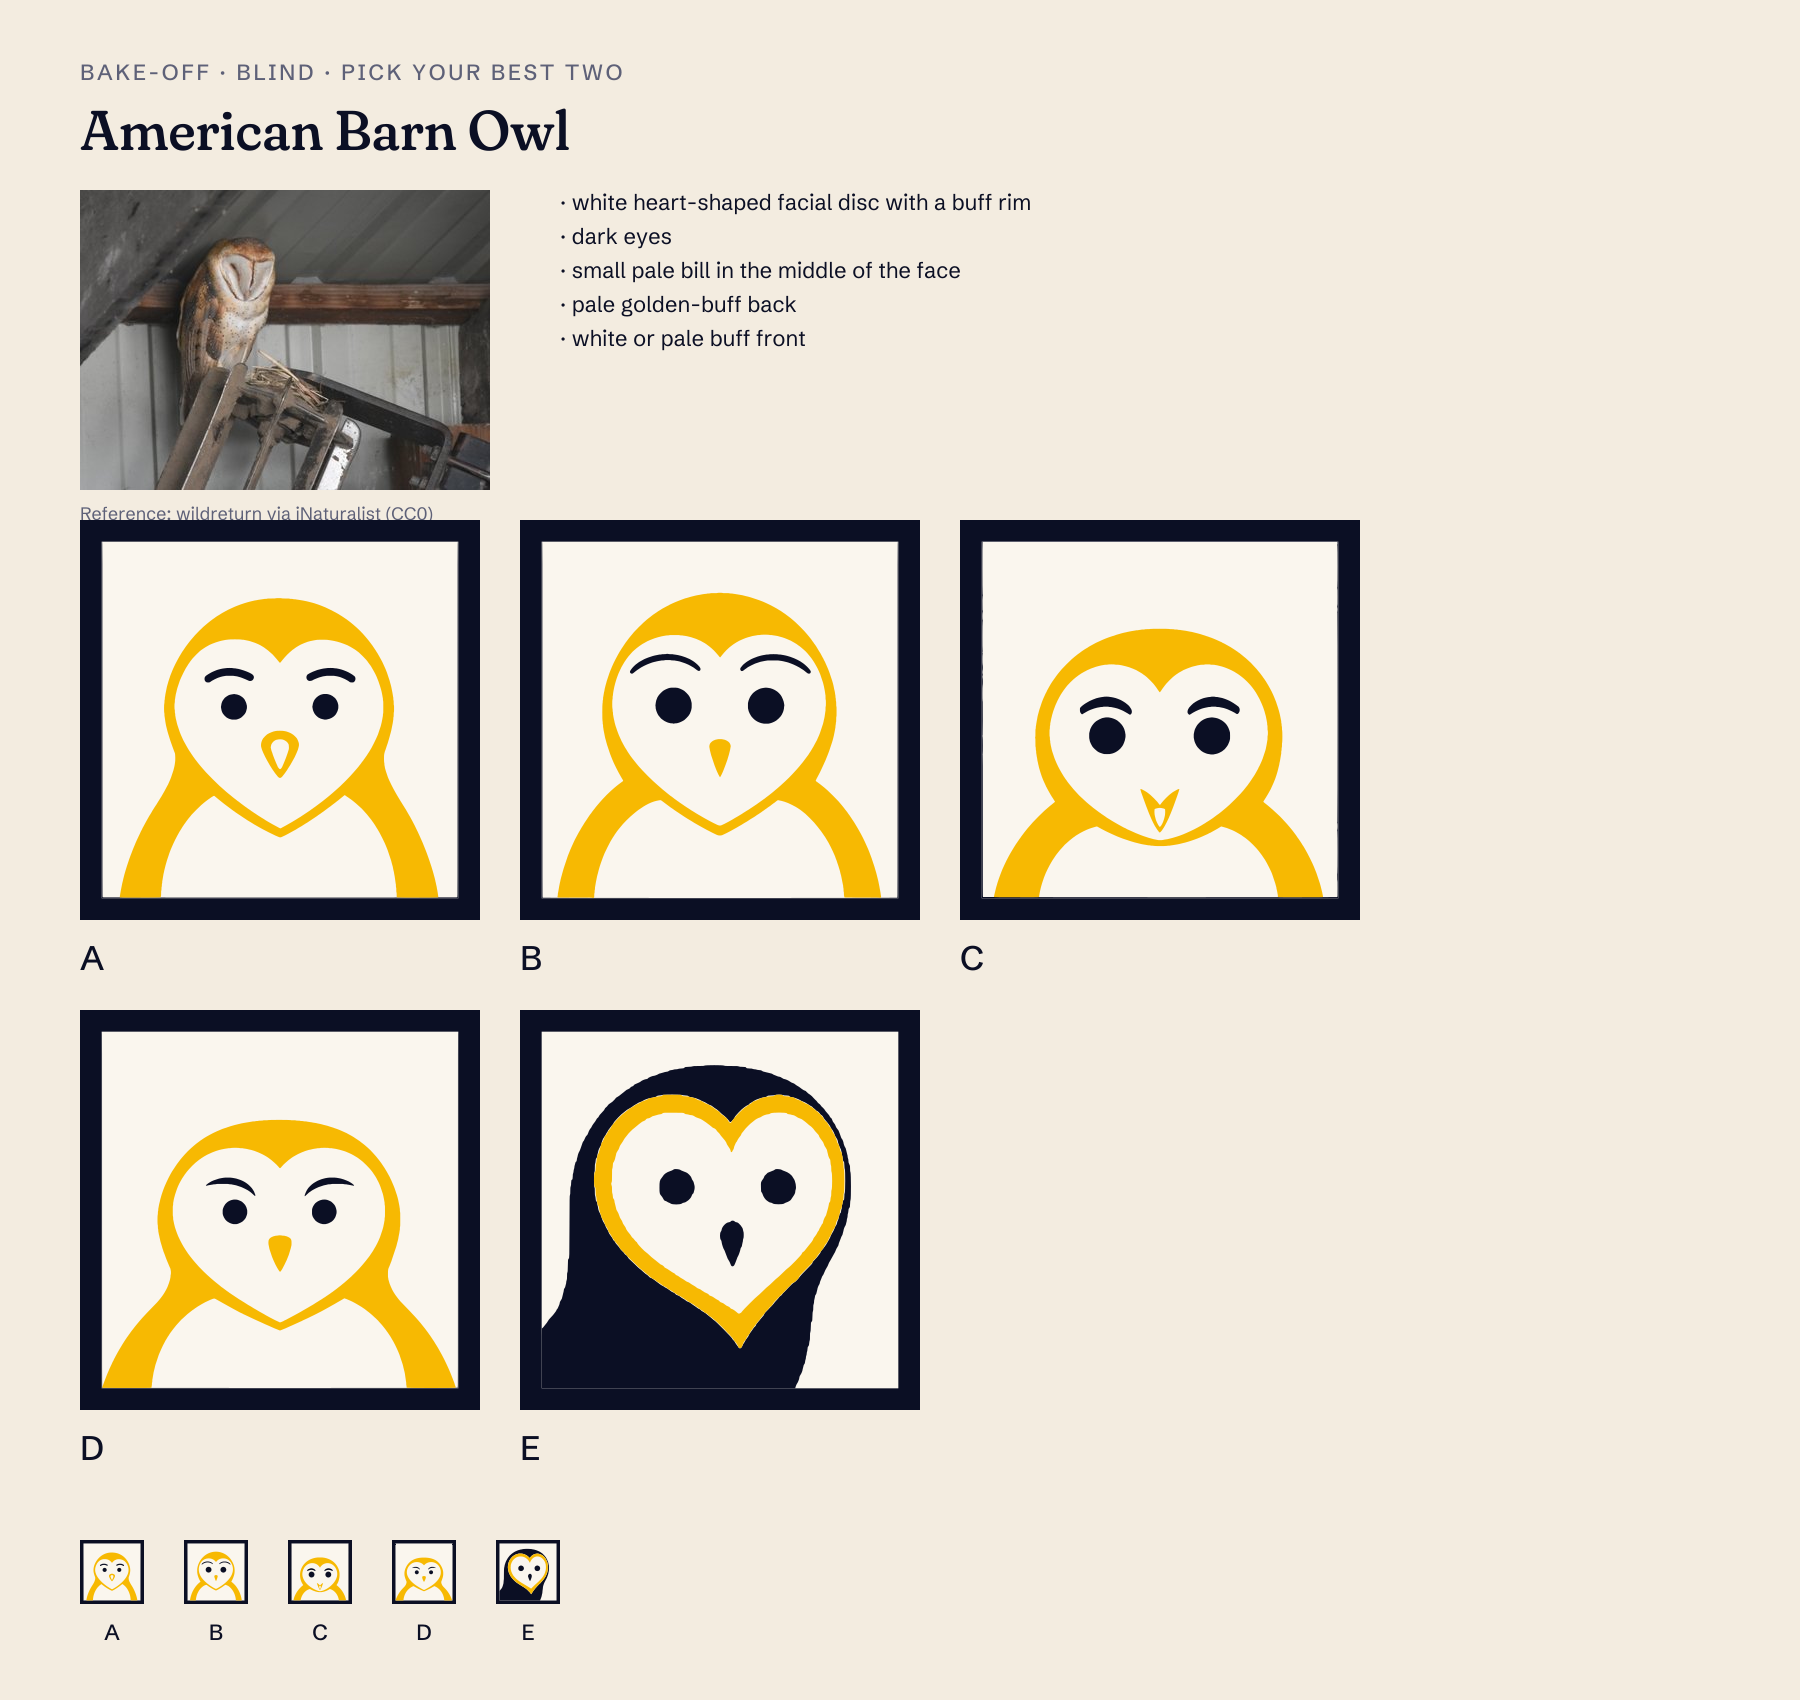 BAKE-OFF · BLIND · PICK YOUR BEST TWO
American Barn Owl
· white heart-shaped facial disc with a buff rim
· dark eyes
· small pale bill in the middle of the face
· pale golden-buff back
· white or pale buff front
Reference: wildreturn via iNaturalist (CC0)
A
B
C
D
E
A
B
C
D
E